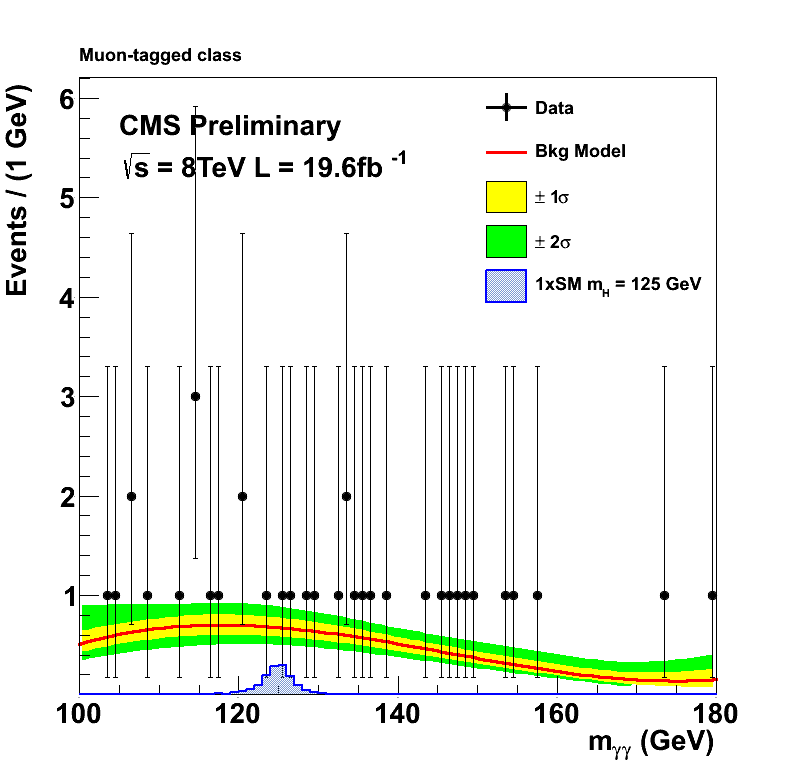 Muon-tagged class
Events / (1 GeV)
6
5
4
3
2
1
CMS Preliminary
√s = 8TeV L = 19.6fb -1
Data
Bkg Model
± 1σ
± 2σ
1xSM mH = 125 GeV
100 120 140 160 180
mγγ (GeV)